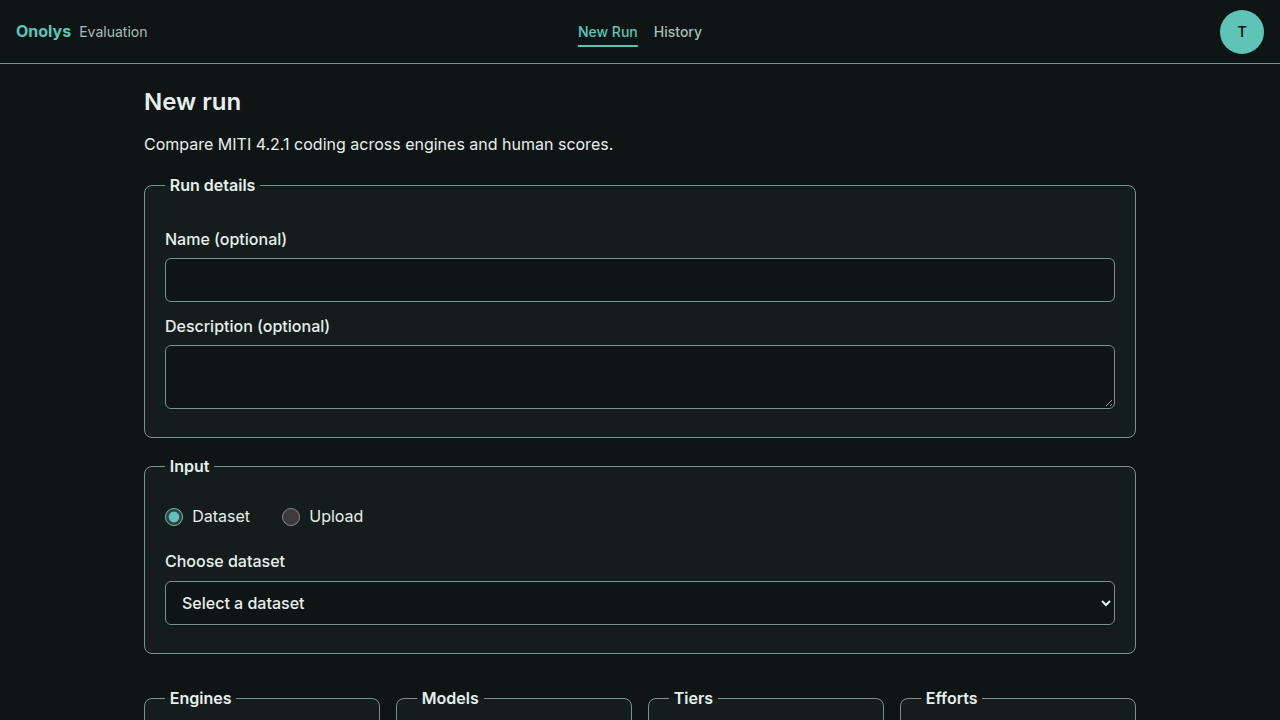 Onolys Evaluation New Run History T
New run
Compare MITI 4.2.1 coding across engines and human scores.
Run details
Name (optional)
Description (optional)
Input
Dataset Upload
Choose dataset
Select a dataset
Engines Models Tiers Efforts